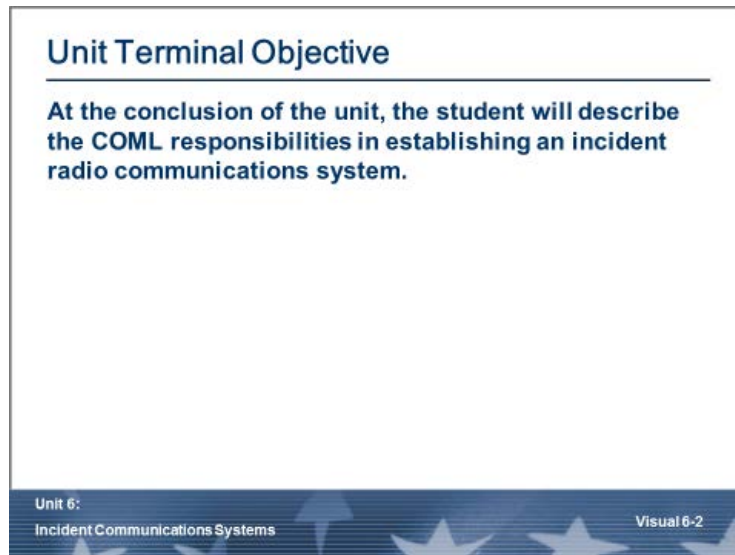 Unit Terminal Objective
At the conclusion of the unit, the student will describe
the COML responsibilities in establishing an incident
radio communications system.
Unit 6:
Incident Communications Systems
Visual 6-2